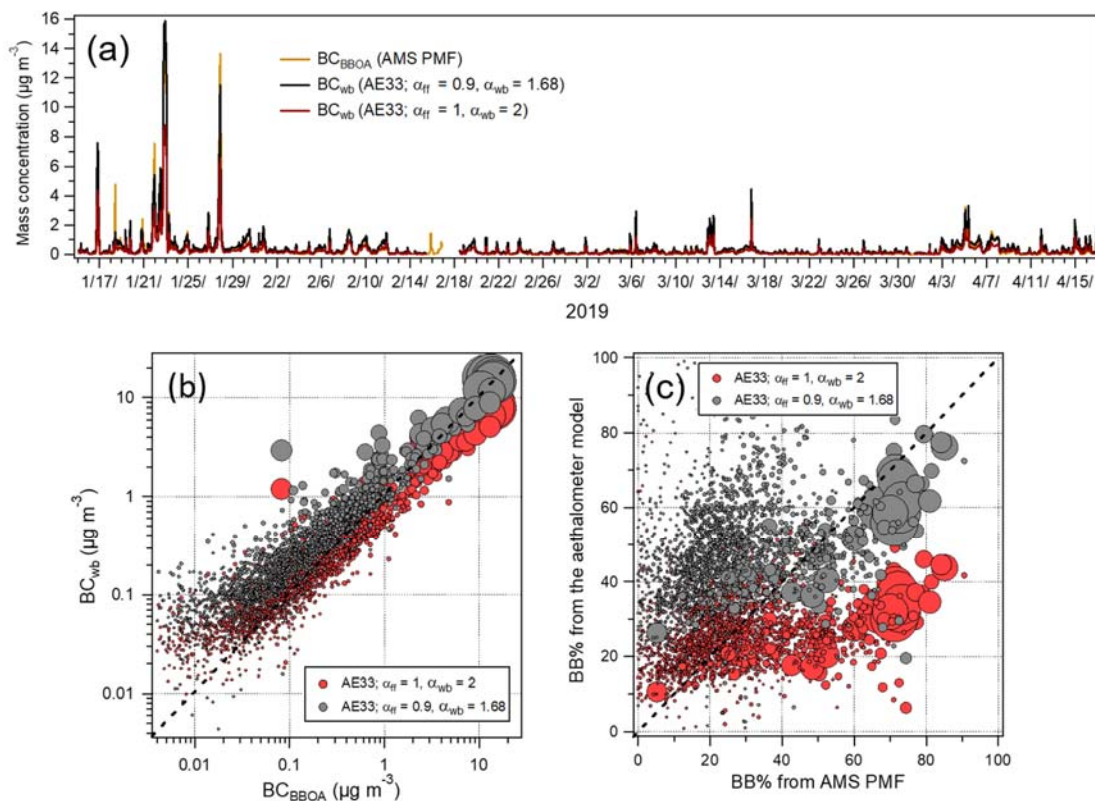 (a)
Mass concentration (µg m⁻³)
16
14
12
10
8
6
4
2
0
BC_BBOA (AMS PMF)
BC_wb (AE33; α_ff = 0.9, α_wb = 1.68)
BC_wb (AE33; α_ff = 1, α_wb = 2)
1/17/ 1/21/ 1/25/ 1/29/ 2/2/ 2/6/ 2/10/ 2/14/ 2/18/ 2/22/ 2/26/ 3/2/ 3/6/ 3/10/ 3/14/ 3/18/ 3/22/ 3/26/ 3/30/ 4/3/ 4/7/ 4/11/ 4/15/
2019
(b)
BC_wb (µg m⁻³)
10
1
0.1
0.01
AE33; α_ff = 1, α_wb = 2
AE33; α_ff = 0.9, α_wb = 1.68
0.01 0.1 1 10
BC_BBOA (µg m⁻³)
(c)
BB% from the aethalometer model
100
80
60
40
20
0
AE33; α_ff = 1, α_wb = 2
AE33; α_ff = 0.9, α_wb = 1.68
0 20 40 60 80 100
BB% from AMS PMF